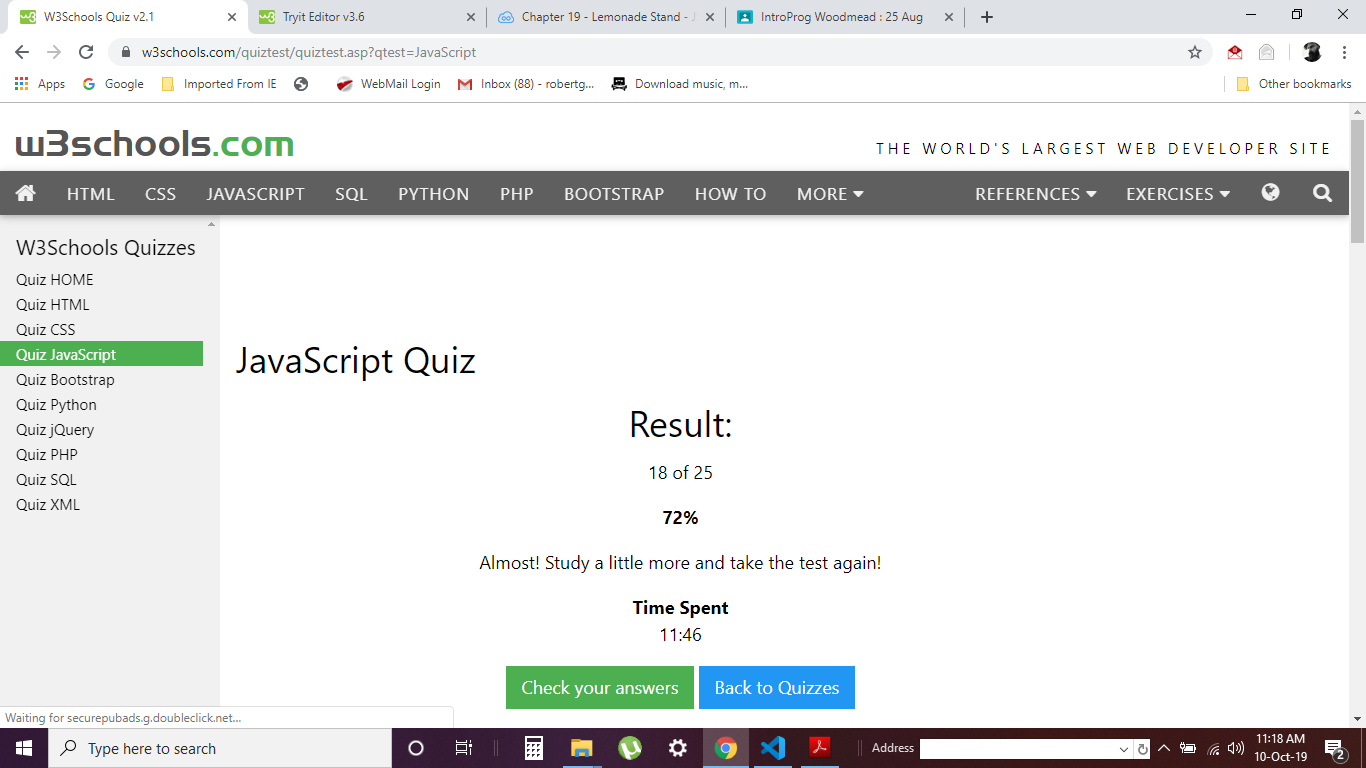 W3Schools Quiz v2.1
Tryit Editor v3.6
Chapter 19 - Lemonade Stand -
IntroProg Woodmead : 25 Aug
w3schools.com/quiztest/quiztest.asp?qtest=JavaScript
Apps Google Imported From IE WebMail Login Inbox (88) - robertg... Download music, m... Other bookmarks
w3schools.com
THE WORLD'S LARGEST WEB DEVELOPER SITE
HTML CSS JAVASCRIPT SQL PYTHON PHP BOOTSTRAP HOW TO MORE REFERENCES EXERCISES
W3Schools Quizzes
Quiz HOME
Quiz HTML
Quiz CSS
Quiz JavaScript
Quiz Bootstrap
Quiz Python
Quiz jQuery
Quiz PHP
Quiz SQL
Quiz XML
JavaScript Quiz
Result:
18 of 25
72%
Almost! Study a little more and take the test again!
Time Spent
11:46
Check your answers
Back to Quizzes
Waiting for securepubads.g.doubleclick.net...
Type here to search
Address
11:18 AM
10-Oct-19
2